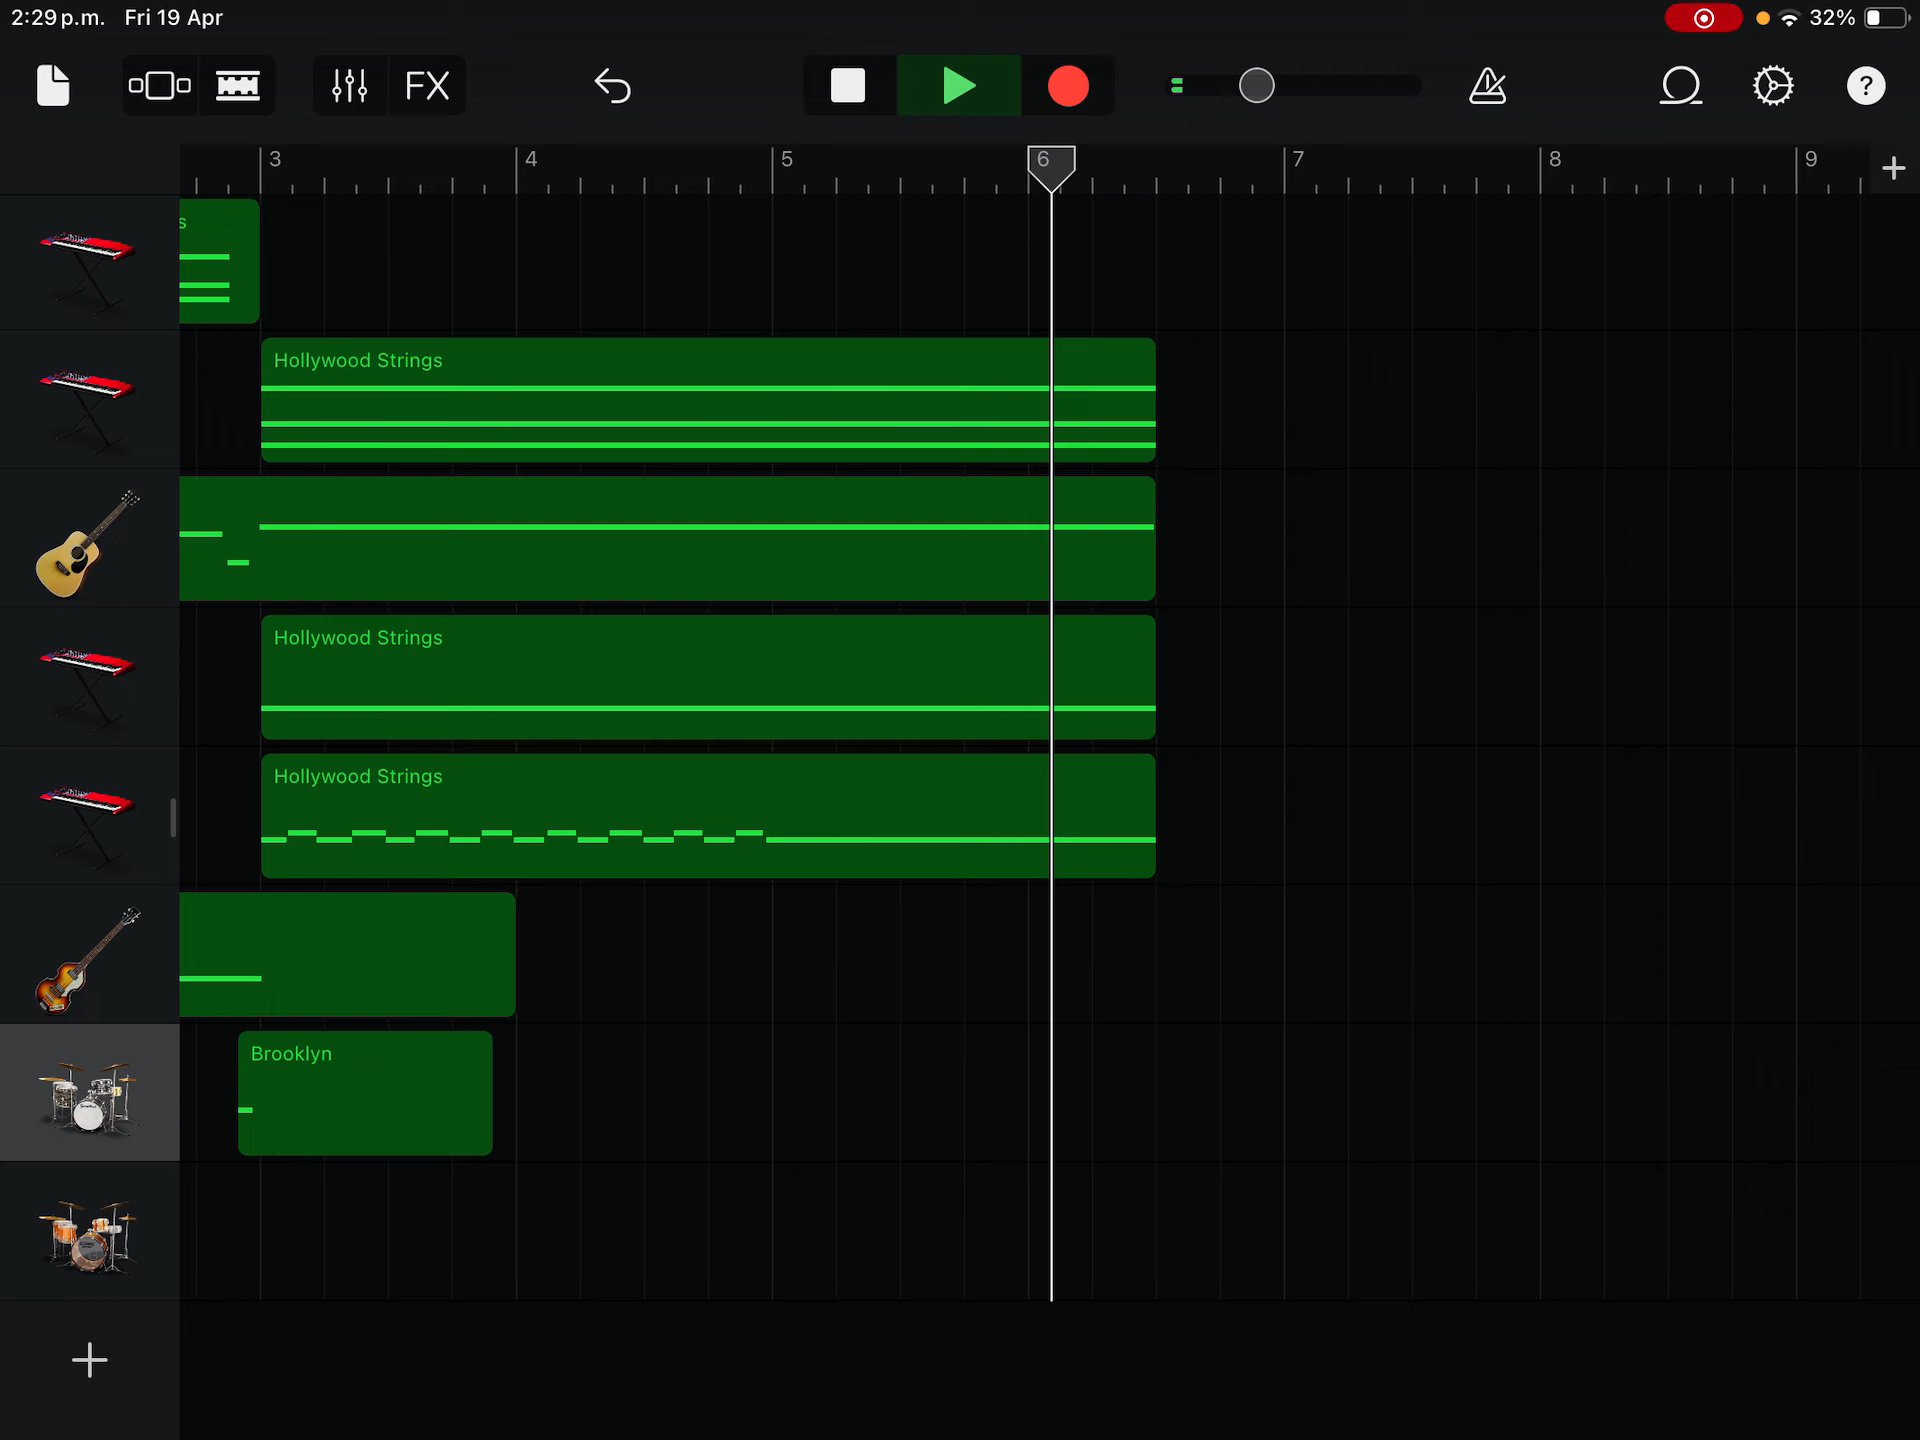 2:29 p.m. Fri 19 Apr
32%
FX
?
3 4 5 6 7 8 9
s
Hollywood Strings
Hollywood Strings
Hollywood Strings
Brooklyn